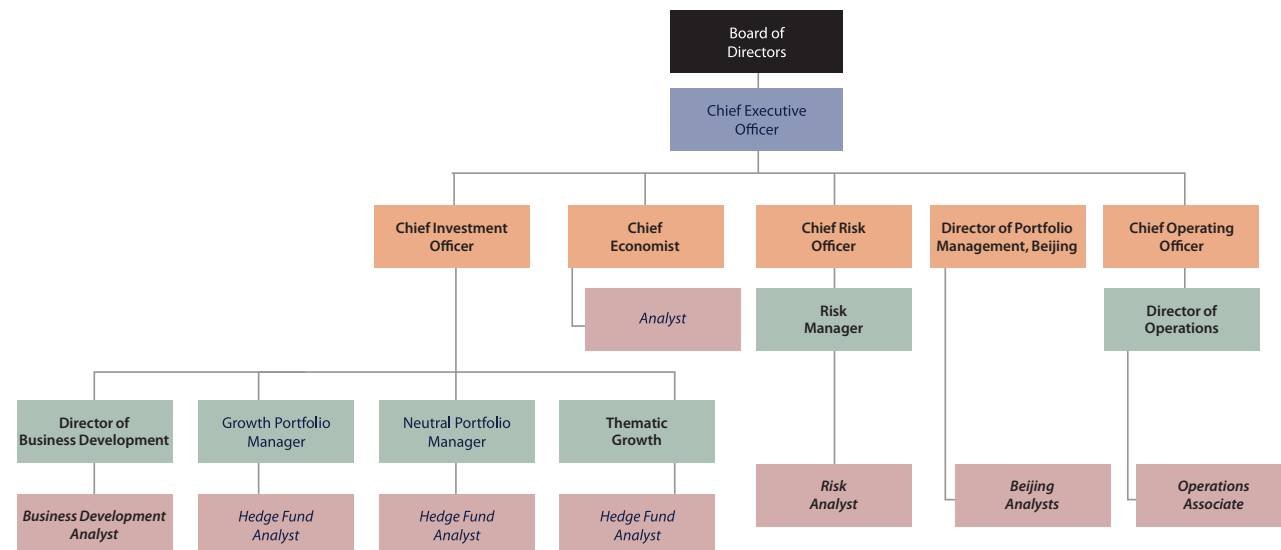 Board of
Directors
Chief Executive
Officer
Chief Investment
Officer
Chief
Economist
Chief Risk
Officer
Director of Portfolio
Management, Beijing
Chief Operating
Officer
Analyst
Risk
Manager
Director of
Operations
Director of
Business Development
Growth Portfolio
Manager
Neutral Portfolio
Manager
Thematic
Growth
Risk
Analyst
Beijing
Analysts
Operations
Associate
Business Development
Analyst
Hedge Fund
Analyst
Hedge Fund
Analyst
Hedge Fund
Analyst